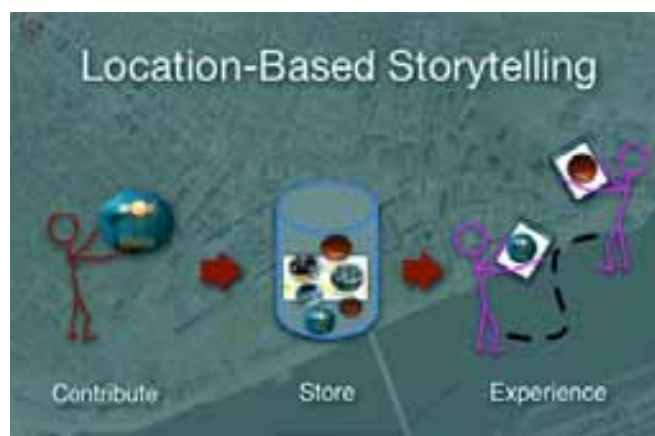 Location-Based Storytelling
Contribute
Store
Experience